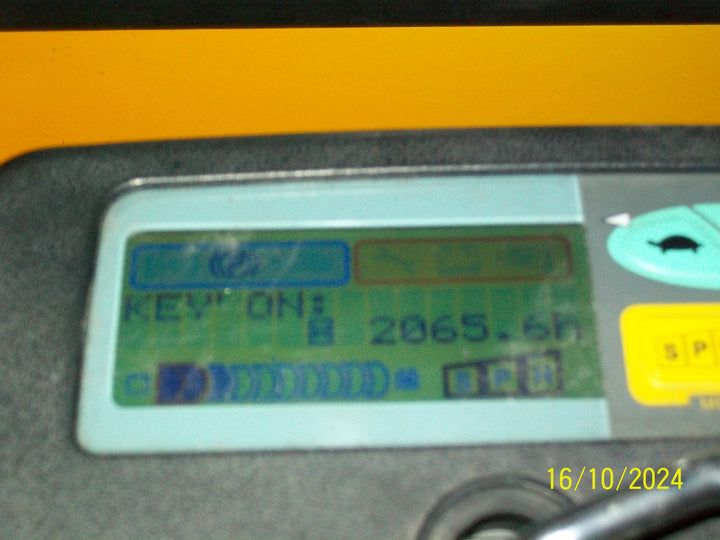 KEY ON:
2065.6h
S P H
S P
16/10/2024